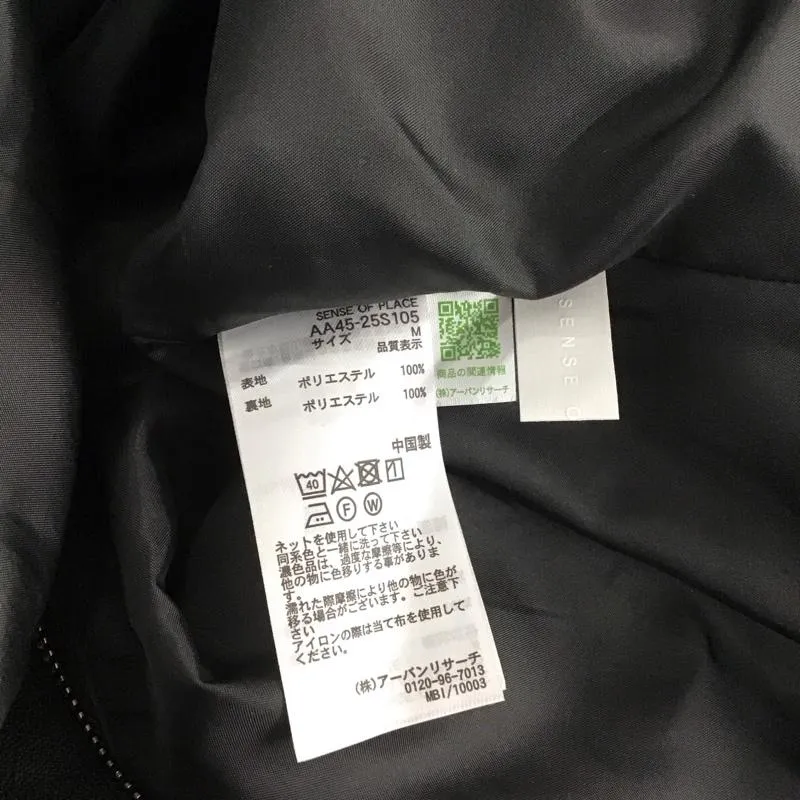 SENSE OF PLACE
AA45-25S105
サイズ M
品質表示
表地 ポリエステル 100%
裏地 ポリエステル 100%
中国製
40
F W
ネットを使用して下さい
同系色と一緒に洗って下さい
濃色品は、過度な摩擦等により、
他の物に色移りする事がありま
す。
濡れた際摩擦により他の物に色が
移る場合がございます。ご注意下
さい
アイロンの際は当て布を使用して
ください。
(株)アーバンリサーチ
0120-96-7013
MBI/10003
商品の関連情報
(株)アーバンリサーチ
SENSE O